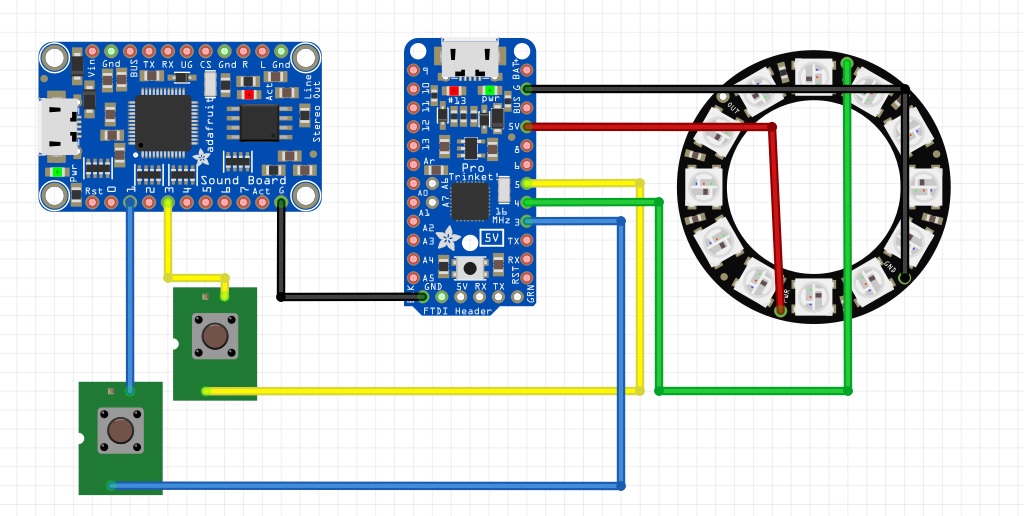 Vin Gnd BUS TX RX UG CS Gnd R L Gnd
Act
Line
Stereo Out
adafruit
Pwr
Sound Board
Rst 0 1 2 3 4 5 6 7 Act G
9 BAT
10 G
#13 pwr
11 BUS
12 5V
13 8
Pro
Trinket!
Ar 6
A0 A6 5
A7
A1 4
16
MHz
A2 3
5V
A3 TX
A4 RX
A5 RST
BLK GND 5V RX TX GRN
FTDI Header
OUT
GND
PWR